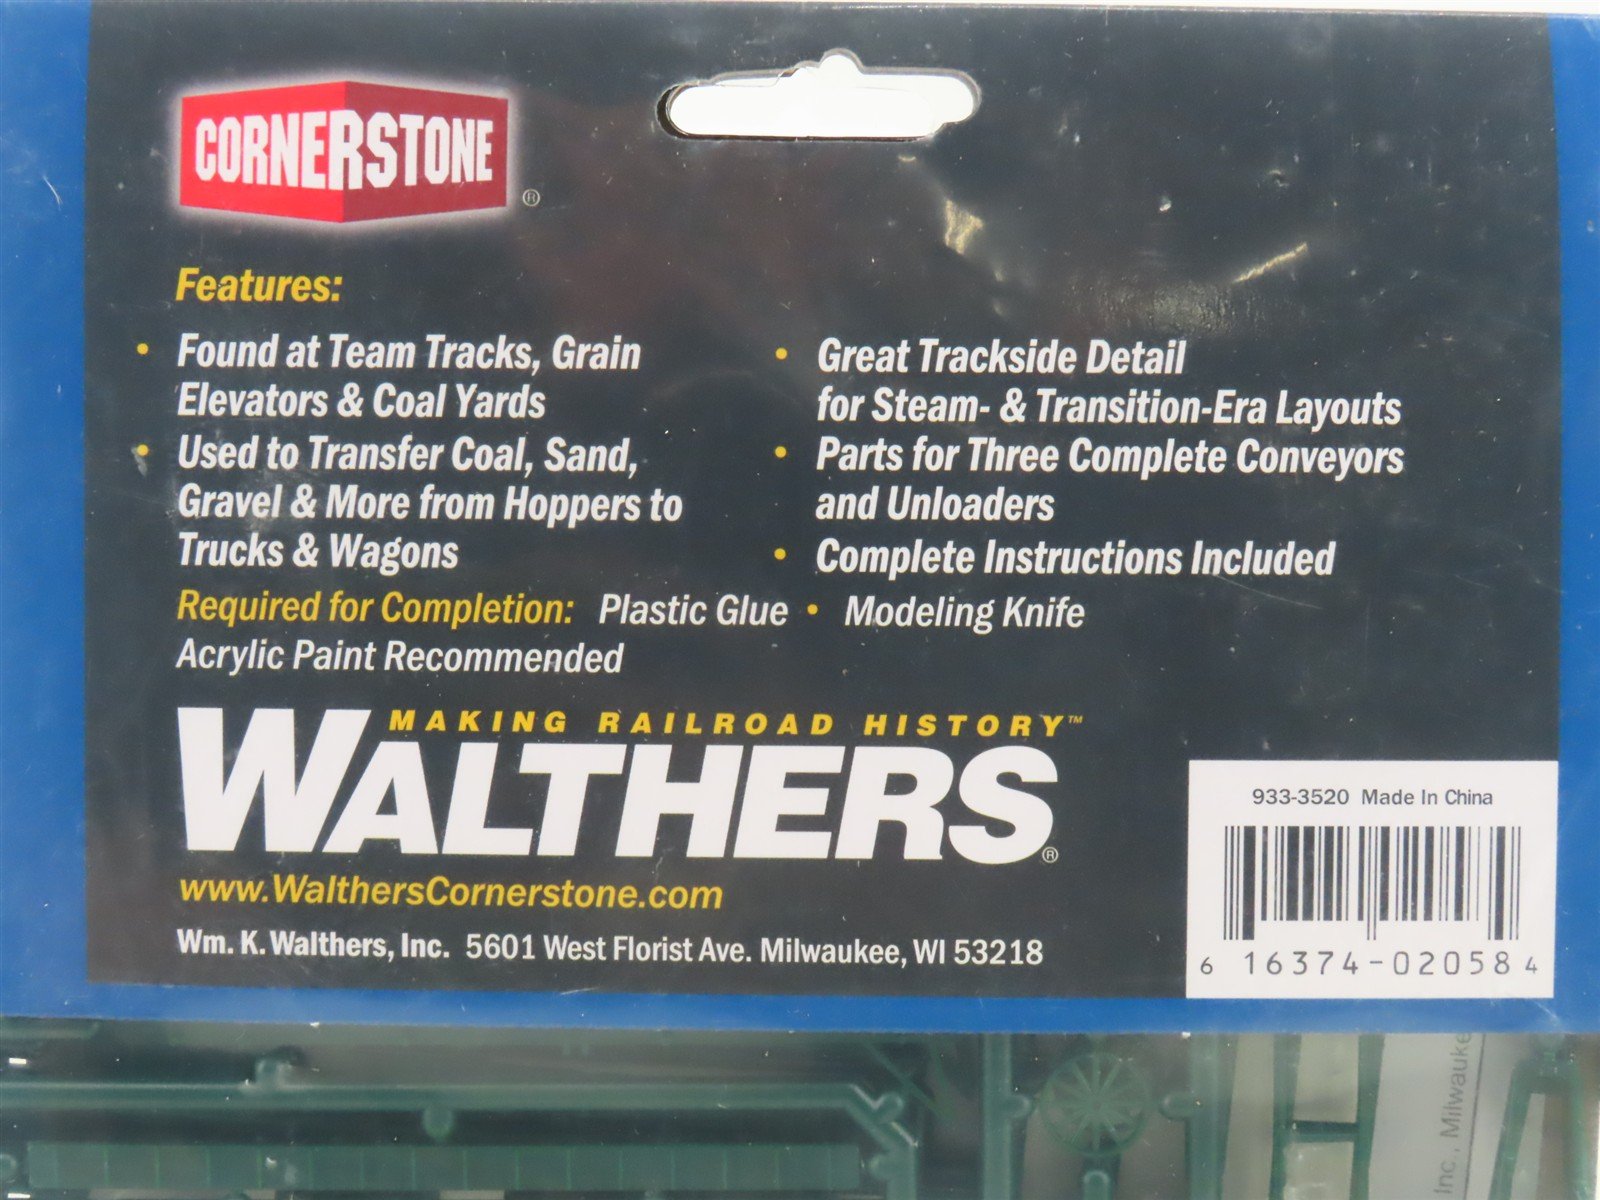 CORNERSTONE®
Features:
• Found at Team Tracks, Grain
Elevators & Coal Yards
• Used to Transfer Coal, Sand,
Gravel & More from Hoppers to
Trucks & Wagons
• Great Trackside Detail
for Steam- & Transition-Era Layouts
• Parts for Three Complete Conveyors
and Unloaders
• Complete Instructions Included
Required for Completion: Plastic Glue • Modeling Knife
Acrylic Paint Recommended
MAKING RAILROAD HISTORY™
WALTHERS®
www.WalthersCornerstone.com
Wm. K. Walthers, Inc. 5601 West Florist Ave. Milwaukee, WI 53218
933-3520 Made In China
6 16374-02058 4
Inc., Milwauke